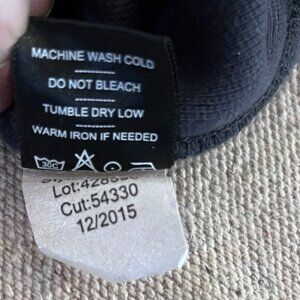 MACHINE WASH COLD
DO NOT BLEACH
TUMBLE DRY LOW
WARM IRON IF NEEDED
Cut:54330
12/2015